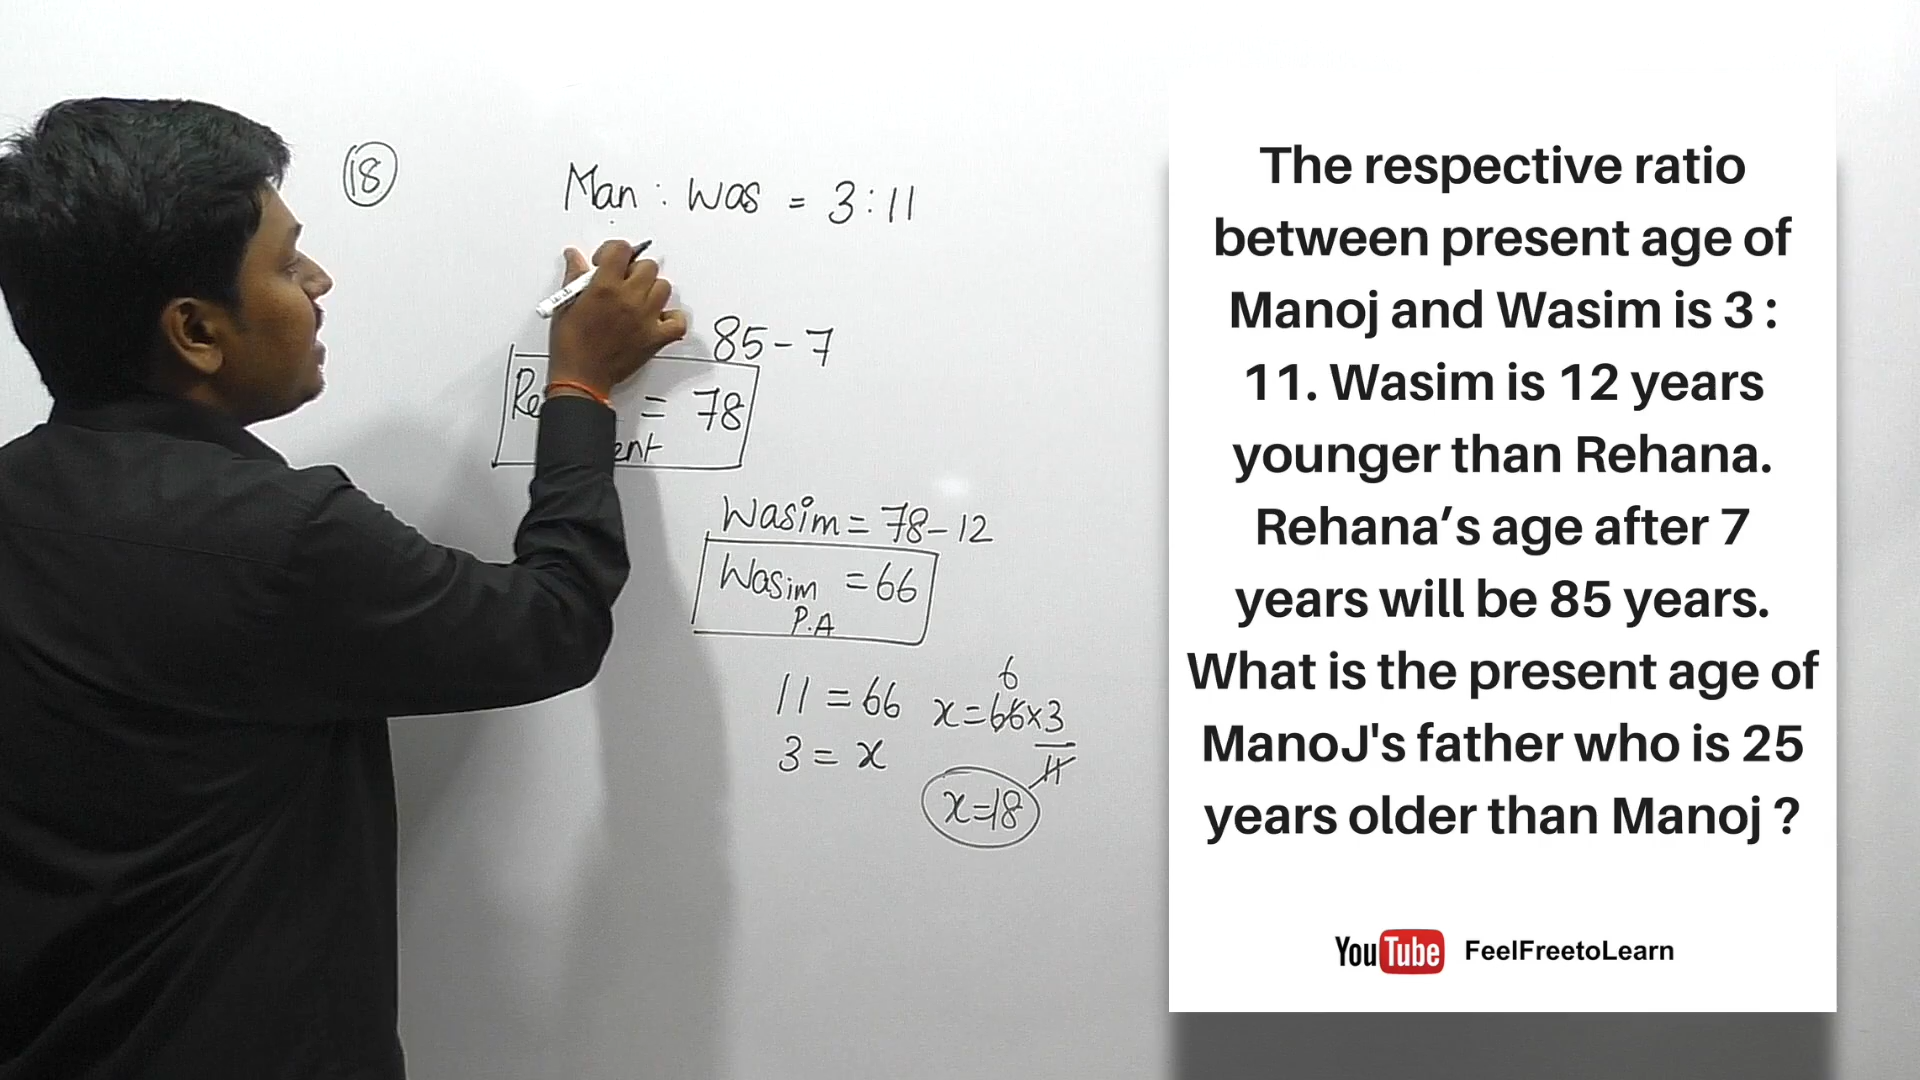 18
Man : Was = 3 : 11
85 - 7
= 78
Wasim = 78 - 12
Wasim = 66
P.A
11 = 66
3 = x
6
x = 66 x 3
11
x = 18
The respective ratio
between present age of
Manoj and Wasim is 3 :
11. Wasim is 12 years
younger than Rehana.
Rehana’s age after 7
years will be 85 years.
What is the present age of
ManoJ's father who is 25
years older than Manoj ?
YouTube FeelFreetoLearn